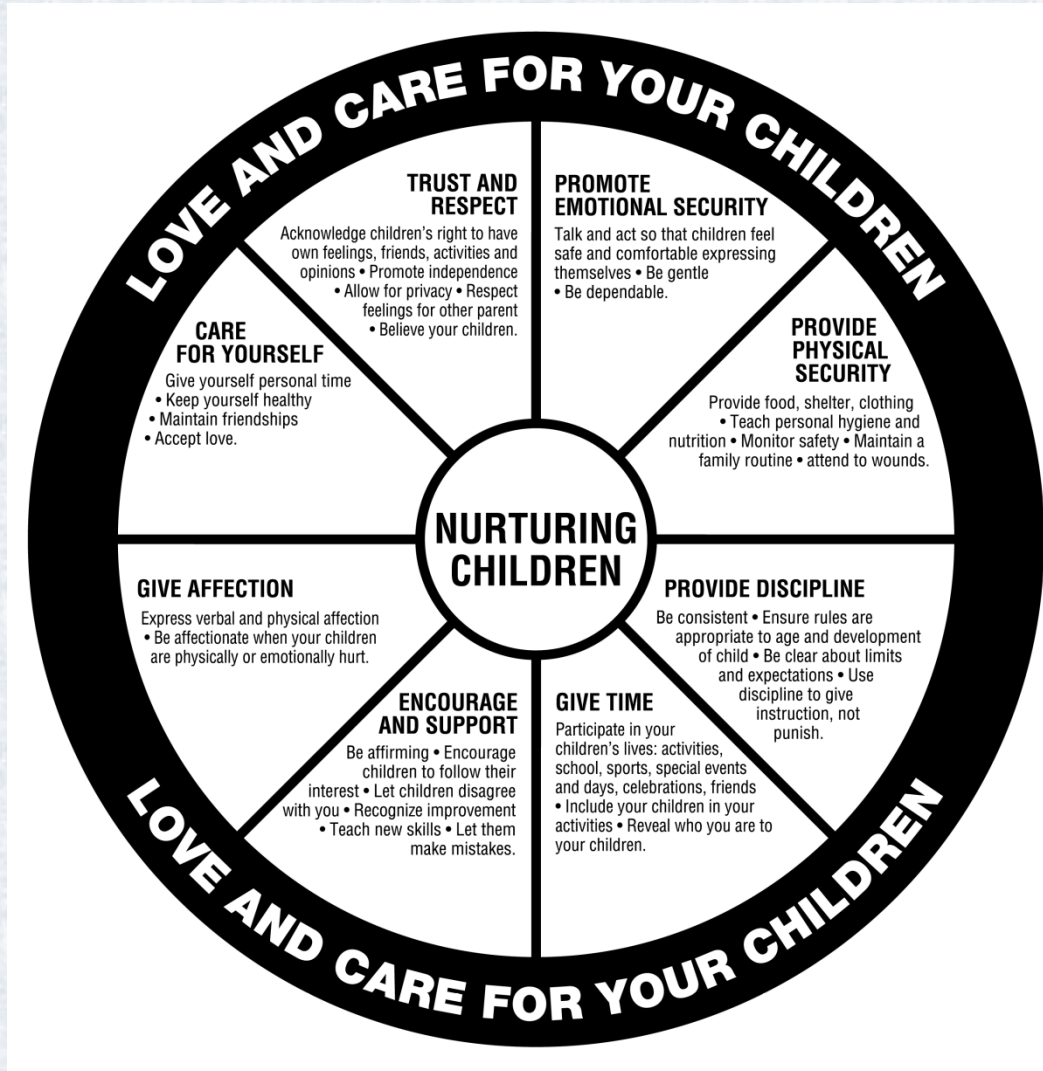 LOVE AND CARE FOR YOUR CHILDREN
TRUST AND
RESPECT
Acknowledge children's right to have
own feelings, friends, activities and
opinions • Promote independence
• Allow for privacy • Respect
feelings for other parent
• Believe your children.
PROMOTE
EMOTIONAL SECURITY
Talk and act so that children feel
safe and comfortable expressing
themselves • Be gentle
• Be dependable.
CARE
FOR YOURSELF
Give yourself personal time
• Keep yourself healthy
• Maintain friendships
• Accept love.
PROVIDE
PHYSICAL
SECURITY
Provide food, shelter, clothing
• Teach personal hygiene and
nutrition • Monitor safety • Maintain a
family routine • attend to wounds.
NURTURING
CHILDREN
GIVE AFFECTION
Express verbal and physical affection
• Be affectionate when your children
are physically or emotionally hurt.
PROVIDE DISCIPLINE
Be consistent • Ensure rules are
appropriate to age and development
of child • Be clear about limits
and expectations • Use
discipline to give
instruction, not
punish.
ENCOURAGE
AND SUPPORT
Be affirming • Encourage
children to follow their
interest • Let children disagree
with you • Recognize improvement
• Teach new skills • Let them
make mistakes.
GIVE TIME
Participate in your
children's lives: activities,
school, sports, special events
and days, celebrations, friends
• Include your children in your
activities • Reveal who you are to
your children.
LOVE AND CARE FOR YOUR CHILDREN